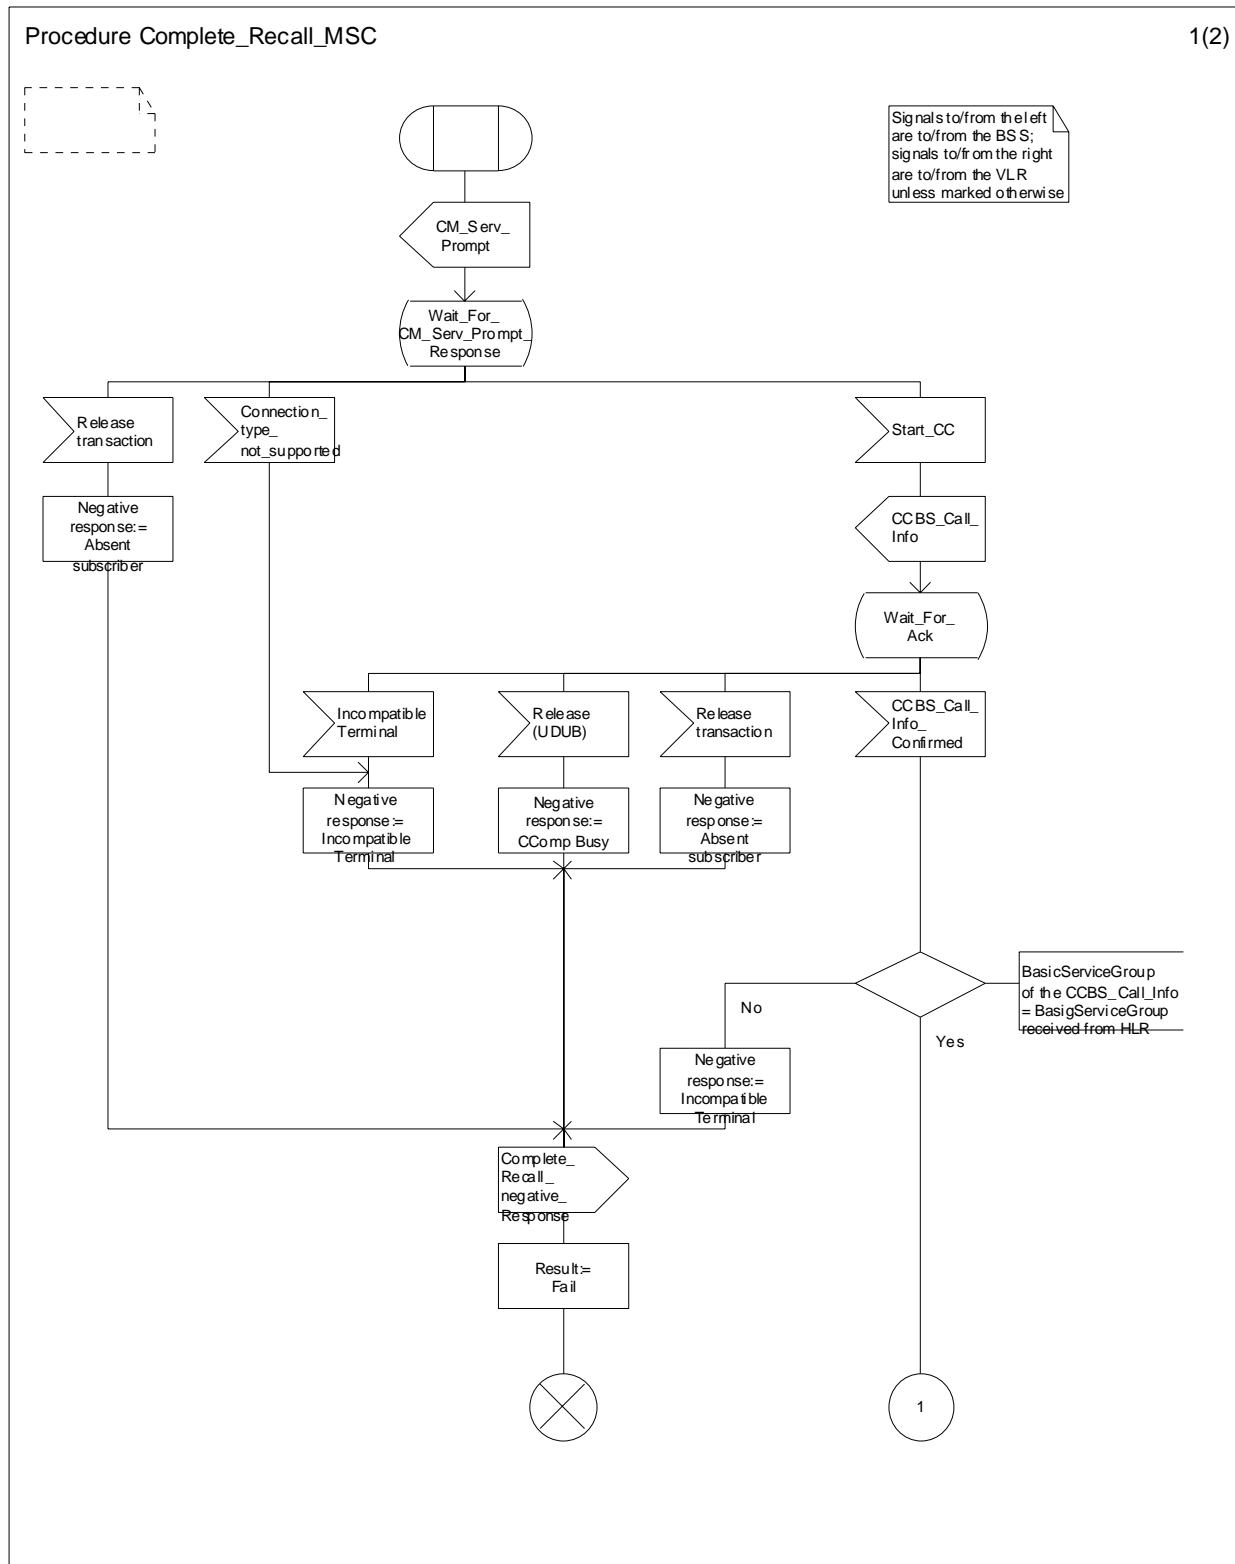 Procedure Complete_Recall_MSC
1(2)
Signals to/from the left
are to/from the BSS;
signals to/from the right
are to/from the VLR
unless marked otherwise
CM_Serv_
Prompt
Wait_For_
CM_Serv_Prompt_
Response
Release
transaction
Connection_
type_
not_supported
Start_CC
Negative
response:=
Absent
subscriber
CCBS_Call_
Info
Wait_For_
Ack
Incompatible
Terminal
Release
(UDUB)
Release
transaction
CCBS_Call_
Info_
Confirmed
Negative
response:=
Incompatible
Terminal
Negative
response:=
CComp Busy
Negative
response:=
Absent
subscriber
BasicServiceGroup
of the CCBS_Call_Info
= BasigServiceGroup
received from HLR
No
Yes
Negative
response:=
Incompatible
Terminal
Complete_
Recall_
negative_
Response
Result:=
Fail
1